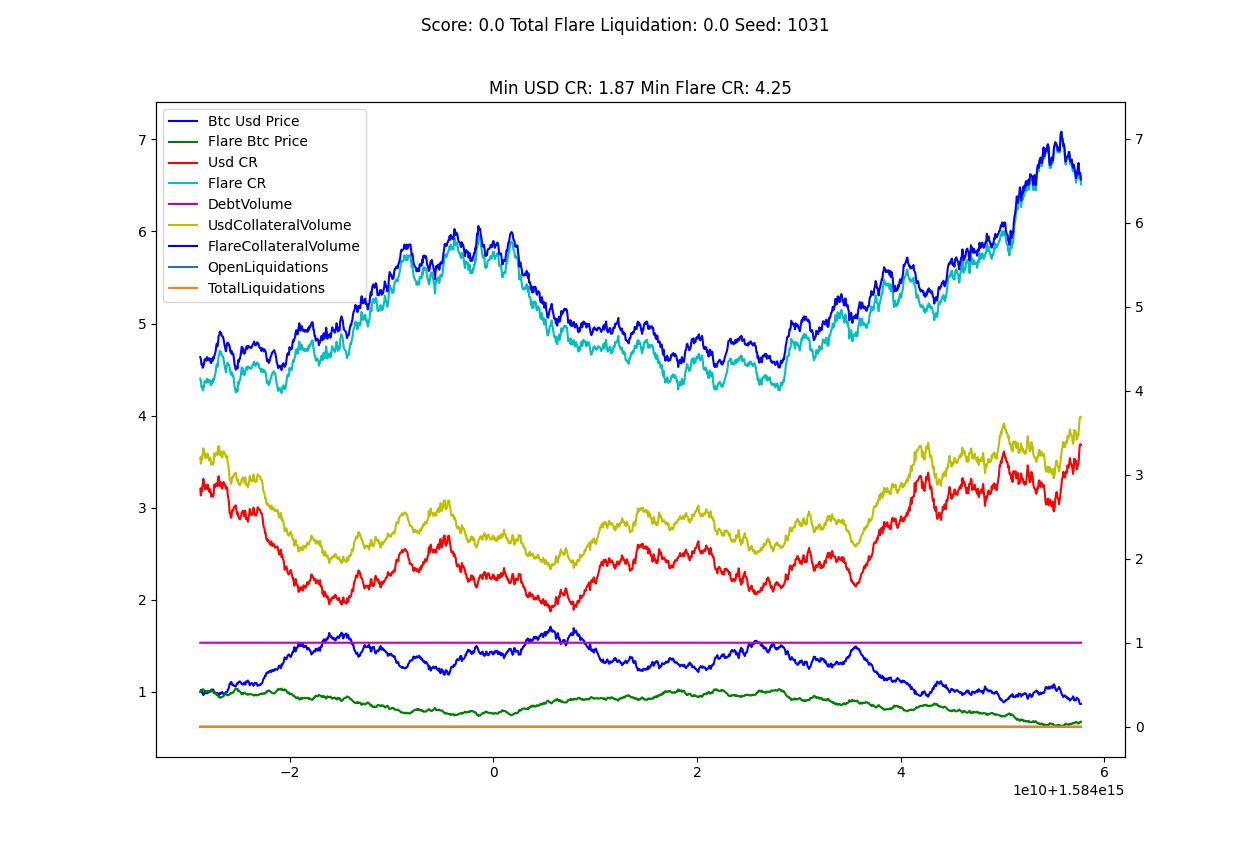 Score: 0.0 Total Flare Liquidation: 0.0 Seed: 1031
Min USD CR: 1.87 Min Flare CR: 4.25
Btc Usd Price
Flare Btc Price
Usd CR
Flare CR
DebtVolume
UsdCollateralVolume
FlareCollateralVolume
OpenLiquidations
TotalLiquidations
7
6
5
4
3
2
1
7
6
5
4
3
2
1
0
−2 0 2 4 6
1e10+1.584e15